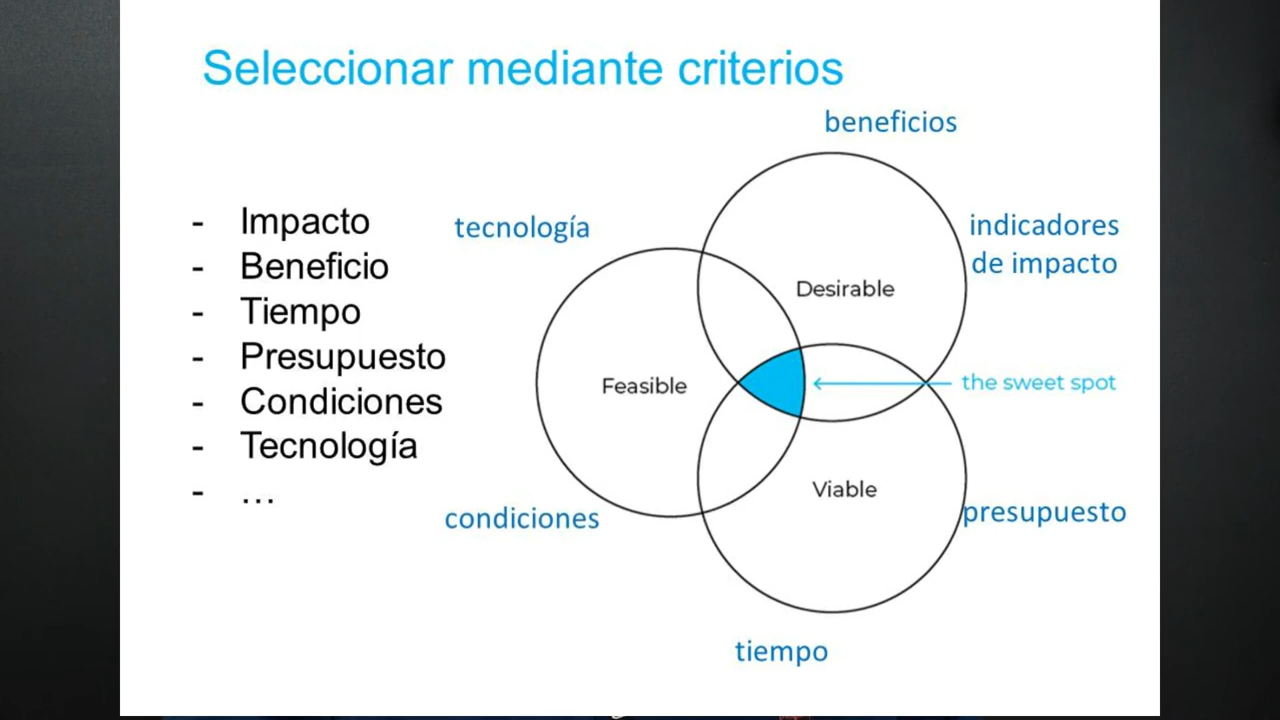 Seleccionar mediante criterios
- Impacto
- Beneficio
- Tiempo
- Presupuesto
- Condiciones
- Tecnología
- …
beneficios
tecnología
indicadores
de impacto
Desirable
Feasible
the sweet spot
Viable
presupuesto
condiciones
tiempo